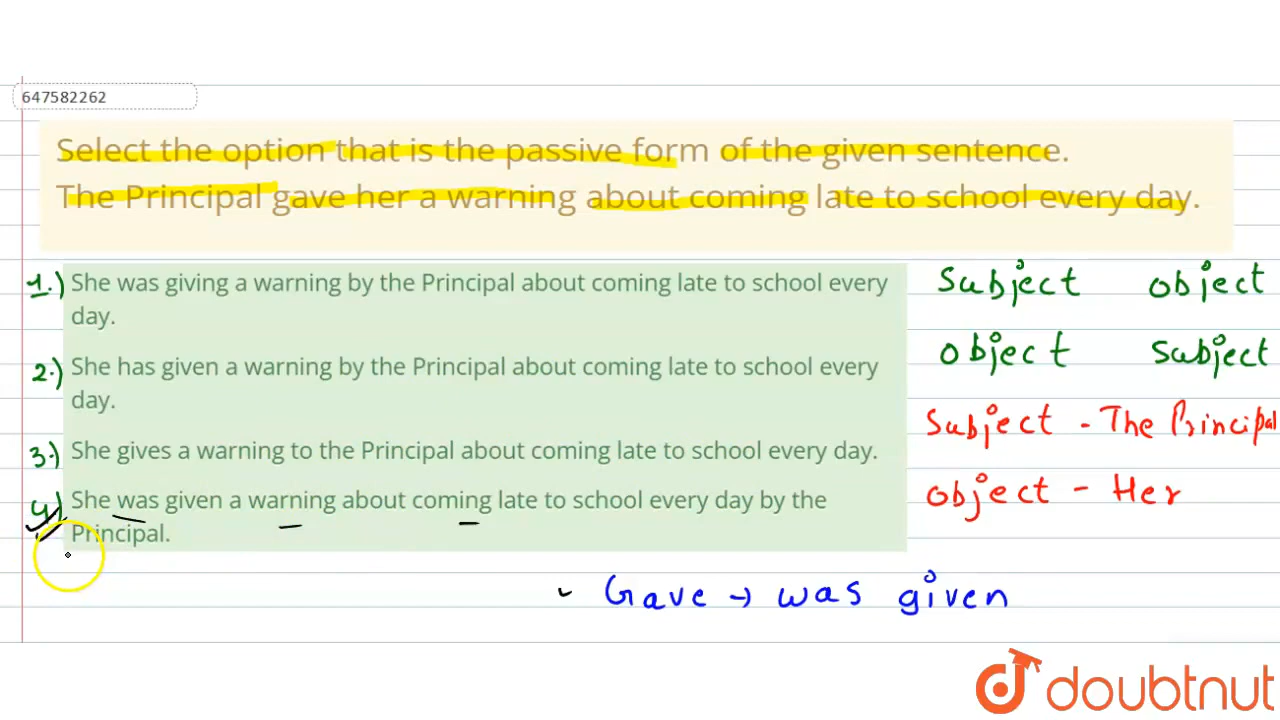 647582262
Select the option that is the passive form of the given sentence.
The Principal gave her a warning about coming late to school every day.
1.) She was giving a warning by the Principal about coming late to school every
day.
2.) She has given a warning by the Principal about coming late to school every
day.
3.) She gives a warning to the Principal about coming late to school every day.
4.) She was given a warning about coming late to school every day by the
Principal.
Subject object
object Subject
Subject - The Principal
object - Her
Gave → was given
doubtnut